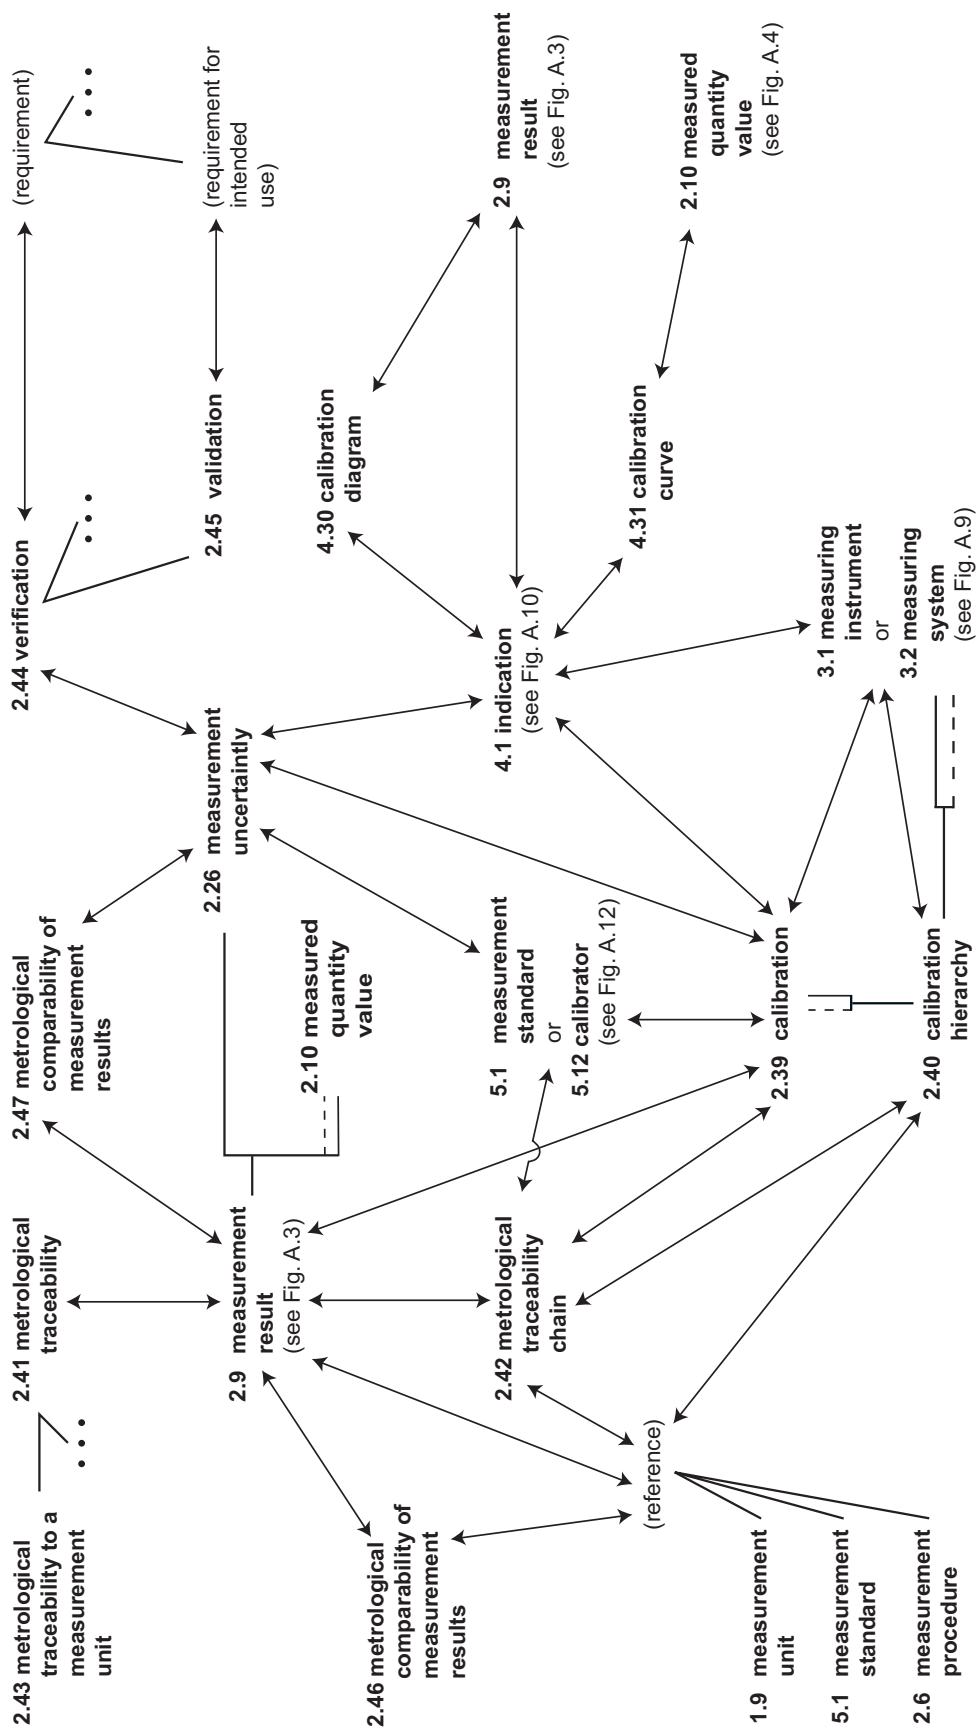 2.43 metrological
traceability to a
measurement
unit
2.41 metrological
traceability
2.47 metrological
comparability of
measurement
results
2.44 verification
(requirement)
2.9 measurement
result
(see Fig. A.3)
2.26 measurement
uncertaintly
2.45 validation
(requirement for
intended
use)
2.10 measured
quantity
value
2.46 metrological
comparability of
measurement
results
4.30 calibration
diagram
2.42 metrological
traceability
chain
5.1 measurement
standard
or
5.12 calibrator
(see Fig. A.12)
4.1 indication
(see Fig. A.10)
2.9 measurement
result
(see Fig. A.3)
(reference)
4.31 calibration
curve
2.10 measured
quantity
value
(see Fig. A.4)
1.9 measurement
unit
5.1 measurement
standard
2.6 measurement
procedure
2.39 calibration
2.40 calibration
hierarchy
3.1 measuring
instrument
or
3.2 measuring
system
(see Fig. A.9)